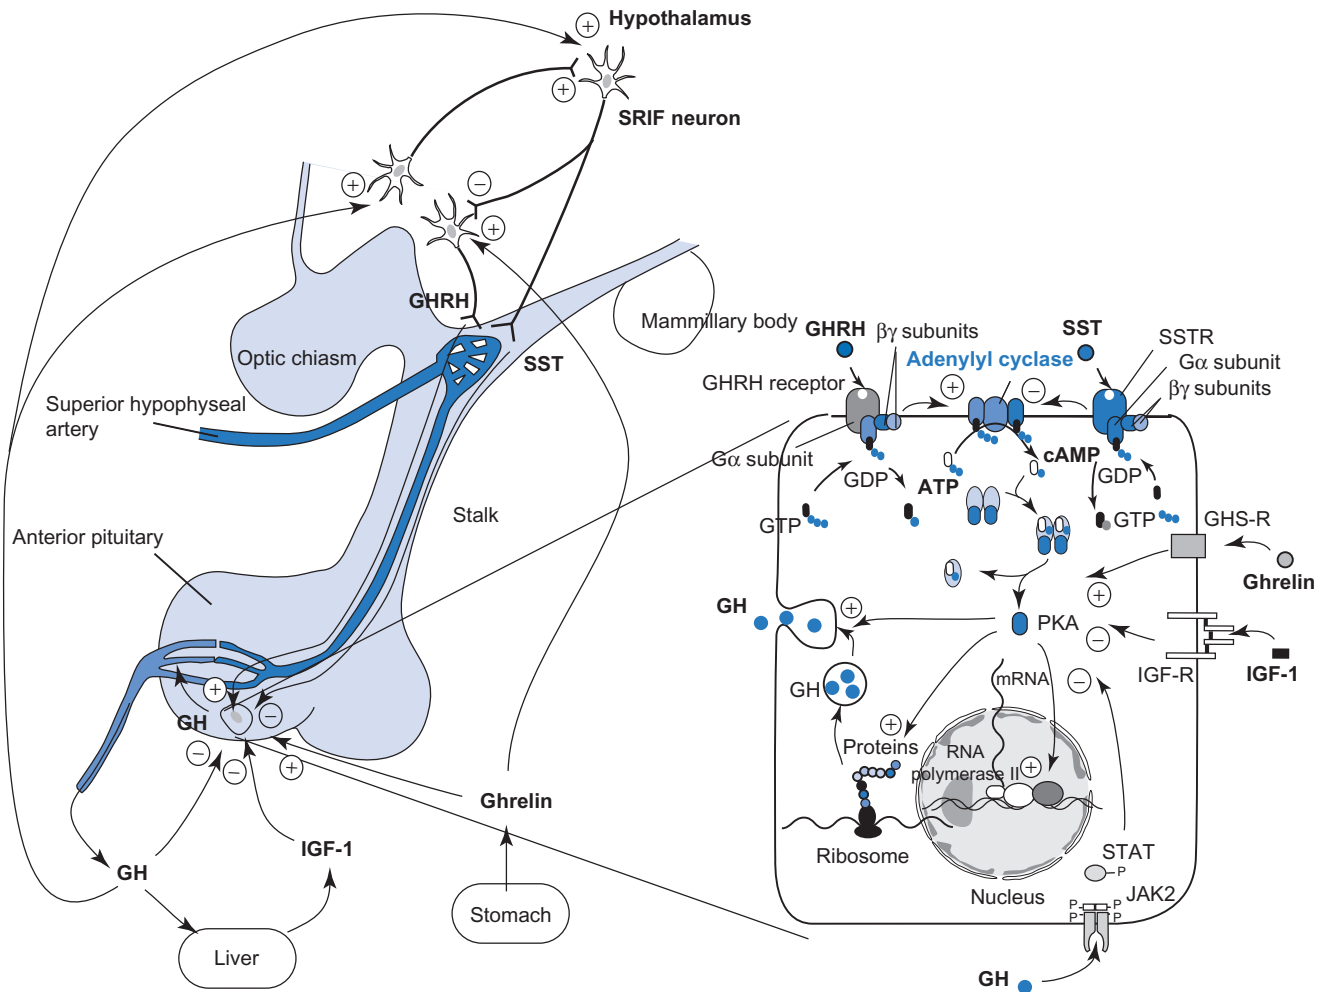 Hypothalamus
+
+
SRIF neuron
+
−
+
GHRH
SST
Optic chiasm
Mammillary body
Superior hypophyseal
artery
Stalk
Anterior pituitary
+
GH
−
−
−
+
Ghrelin
IGF-1
GH
Stomach
Liver
GHRH
βγ subunits
SST
SSTR
Adenylyl cyclase
Gα subunit
GHRH receptor
+
−
βγ subunits
Gα subunit
cAMP
GDP
ATP
GDP
GTP
GTP
GHS-R
Ghrelin
GH
+
+
PKA
−
IGF-R
IGF-1
GH
mRNA
−
+
Proteins
RNA
polymerase II
+
Ribosome
Nucleus
STAT
P
JAK2
P
P
P
P
GH